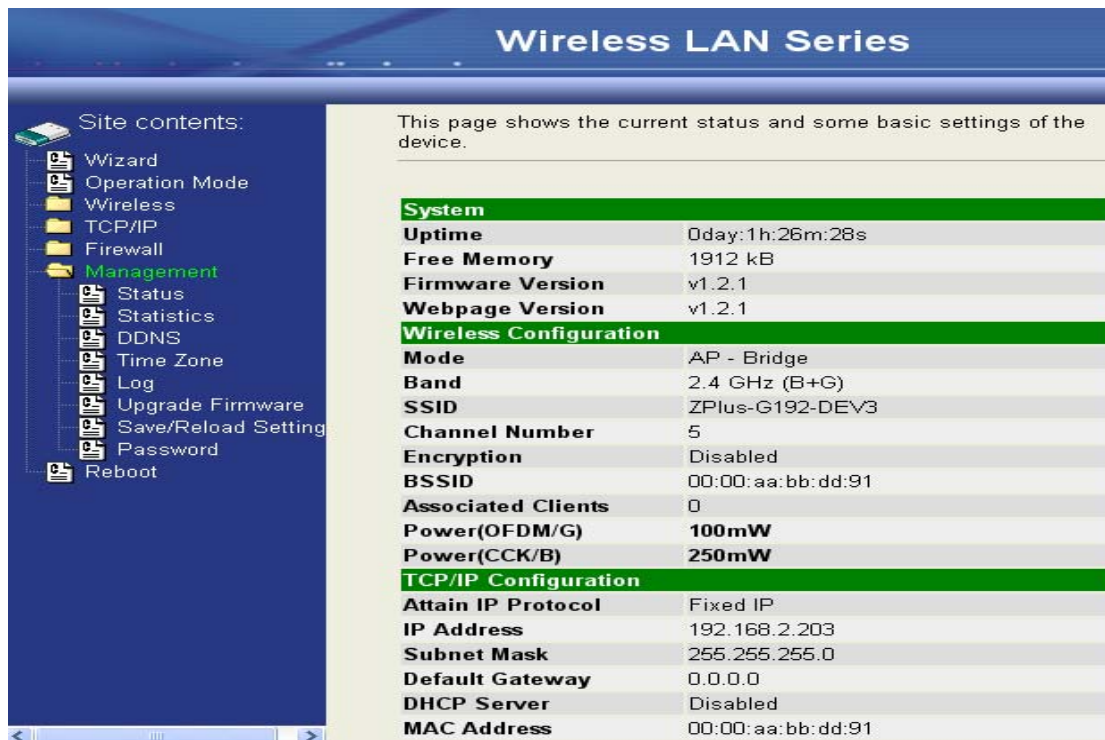 Wireless LAN Series
Site contents:
Wizard
Operation Mode
Wireless
TCP/IP
Firewall
Management
Status
Statistics
DDNS
Time Zone
Log
Upgrade Firmware
Save/Reload Setting
Password
Reboot
This page shows the current status and some basic settings of the
device.
System
Uptime 0day:1h:26m:28s
Free Memory 1912 kB
Firmware Version v1.2.1
Webpage Version v1.2.1
Wireless Configuration
Mode AP - Bridge
Band 2.4 GHz (B+G)
SSID ZPlus-G192-DEV3
Channel Number 5
Encryption Disabled
BSSID 00:00:aa:bb:dd:91
Associated Clients 0
Power(OFDM/G) 100mW
Power(CCK/B) 250mW
TCP/IP Configuration
Attain IP Protocol Fixed IP
IP Address 192.168.2.203
Subnet Mask 255.255.255.0
Default Gateway 0.0.0.0
DHCP Server Disabled
MAC Address 00:00:aa:bb:dd:91